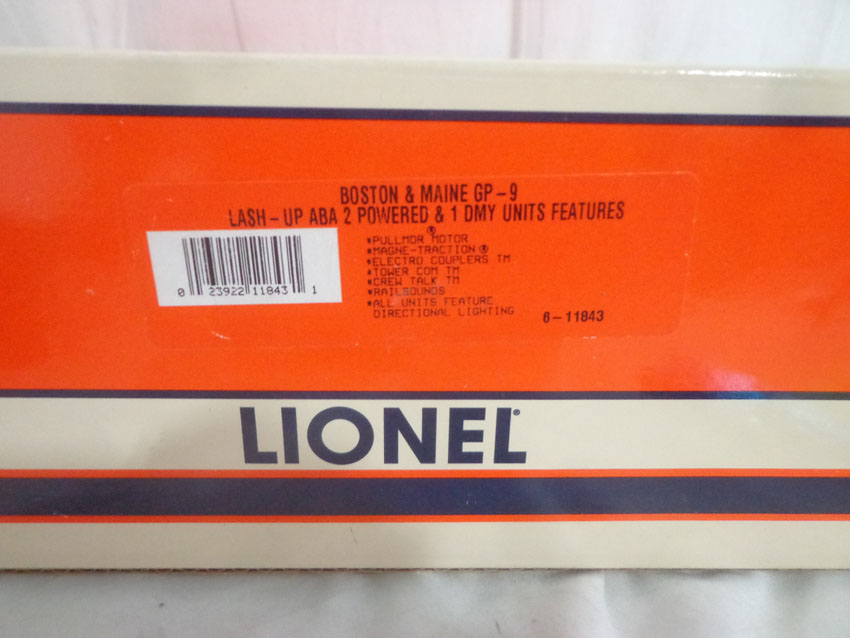 BOSTON & MAINE GP-9
LASH-UP ABA 2 POWERED & 1 DMY UNITS FEATURES
*PULLMOR® MOTOR
*MAGNE-TRACTION®
*ELECTRO COUPLERS TM
*TOWER COM TM
*CREW TALK TM
*RAILSOUNDS
*ALL UNITS FEATURE
DIRECTIONAL LIGHTING
6-11843
0 23922 11843 1
LIONEL®